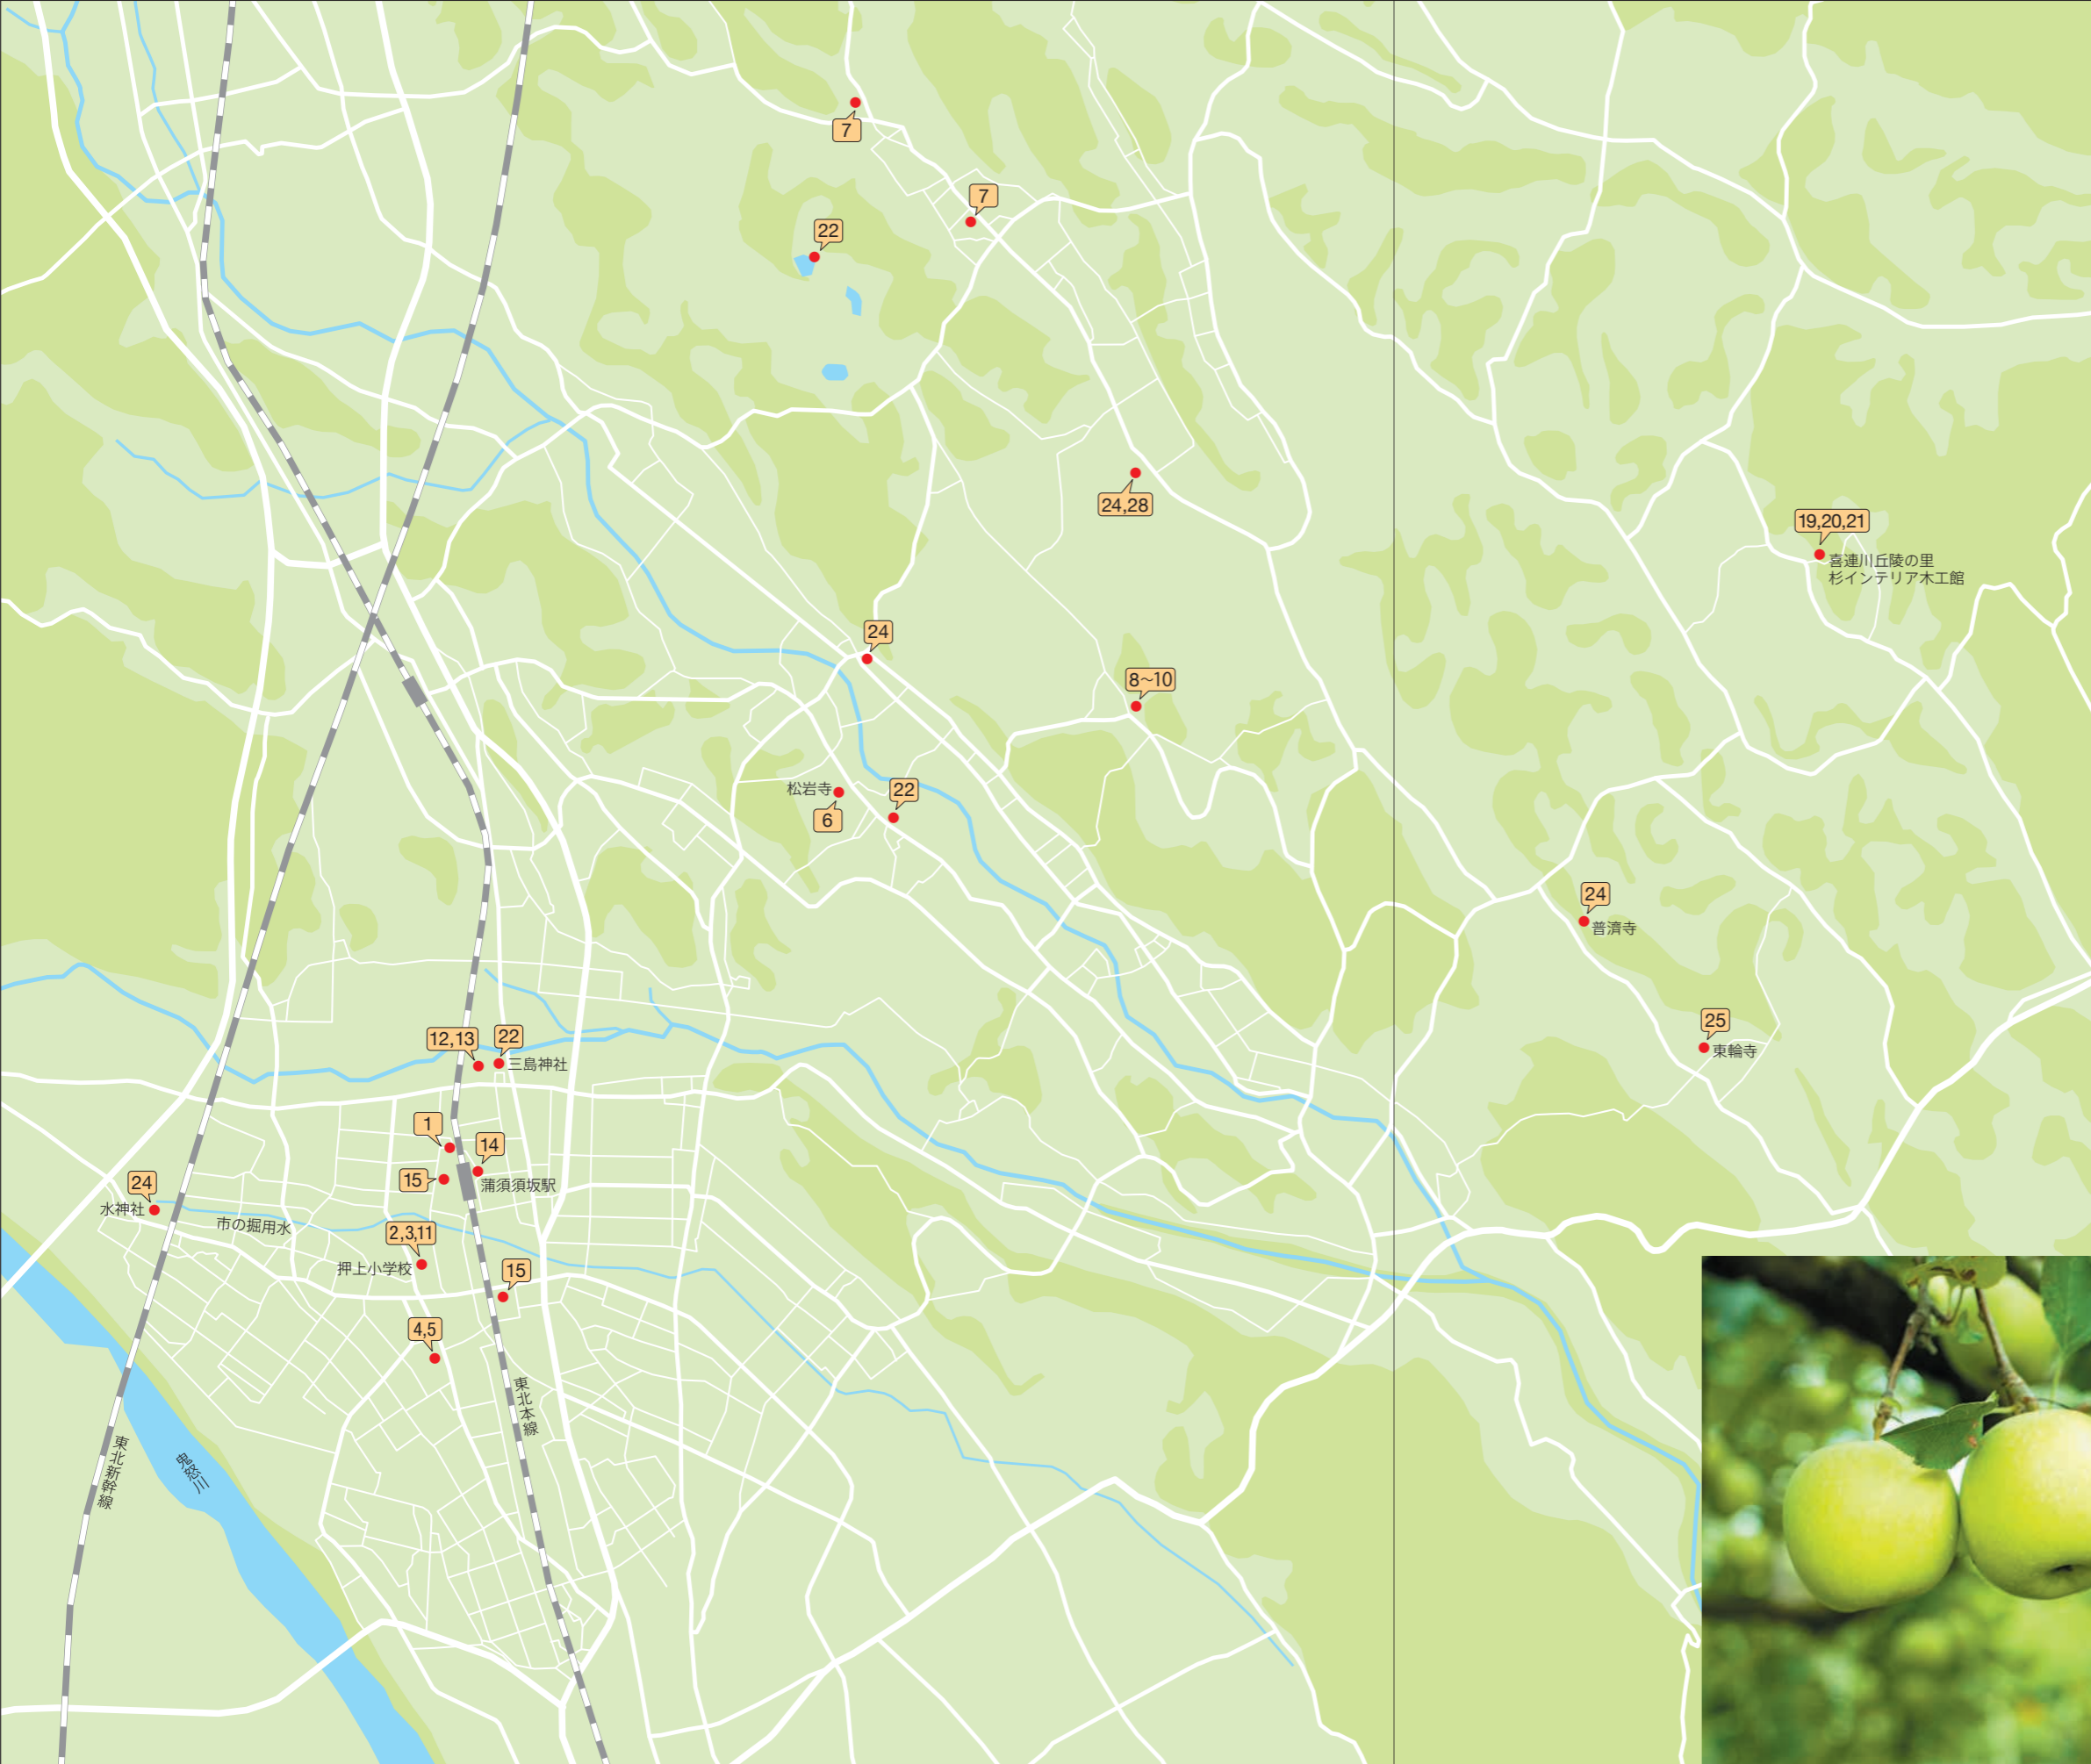 7
7
22
24,28
19,20,21
喜連川丘陵の里
杉インテリア木工館
24
8〜10
松岩寺
6
22
24
普濟寺
25
東輪寺
12,13
22
三島神社
1
14
15
蒲須須坂駅
24
水神社
市の堀用水
2,3,11
押上小学校
15
4,5
東北本線
東北新幹線
鬼怒川